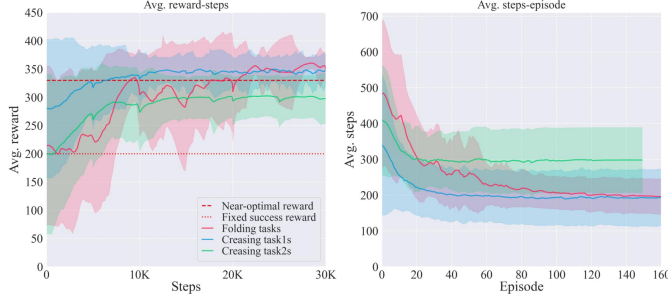 Avg. reward-steps
450
400
350
300
250
200
150
100
50
0
Avg. reward
0
10K
20K
30K
Steps
Near-optimal reward
Fixed success reward
Folding tasks
Creasing task1s
Creasing task2s
Avg. steps-episode
700
600
500
400
300
200
100
0
Avg. steps
0
20
40
60
80
100
120
140
160
Episode